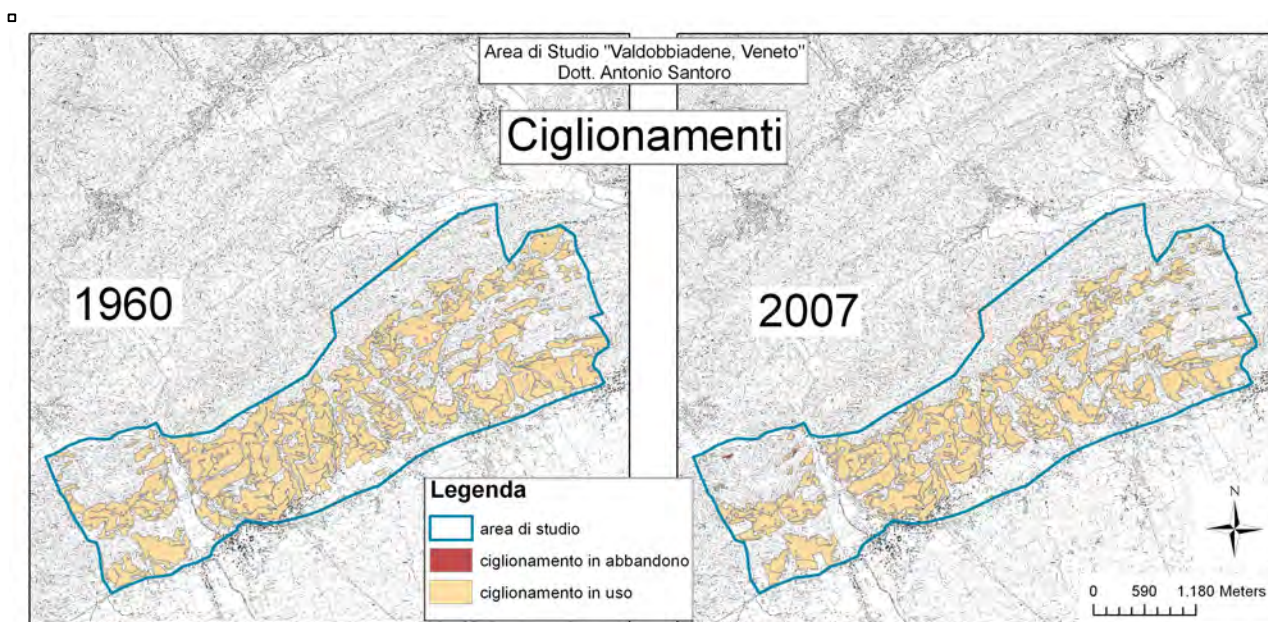 Area di Studio "Valdobbiadene, Veneto"
Dott. Antonio Santoro
Ciglionamenti
1960
2007
Legenda
area di studio
ciglionamento in abbandono
ciglionamento in uso
N
0 590 1.180 Meters